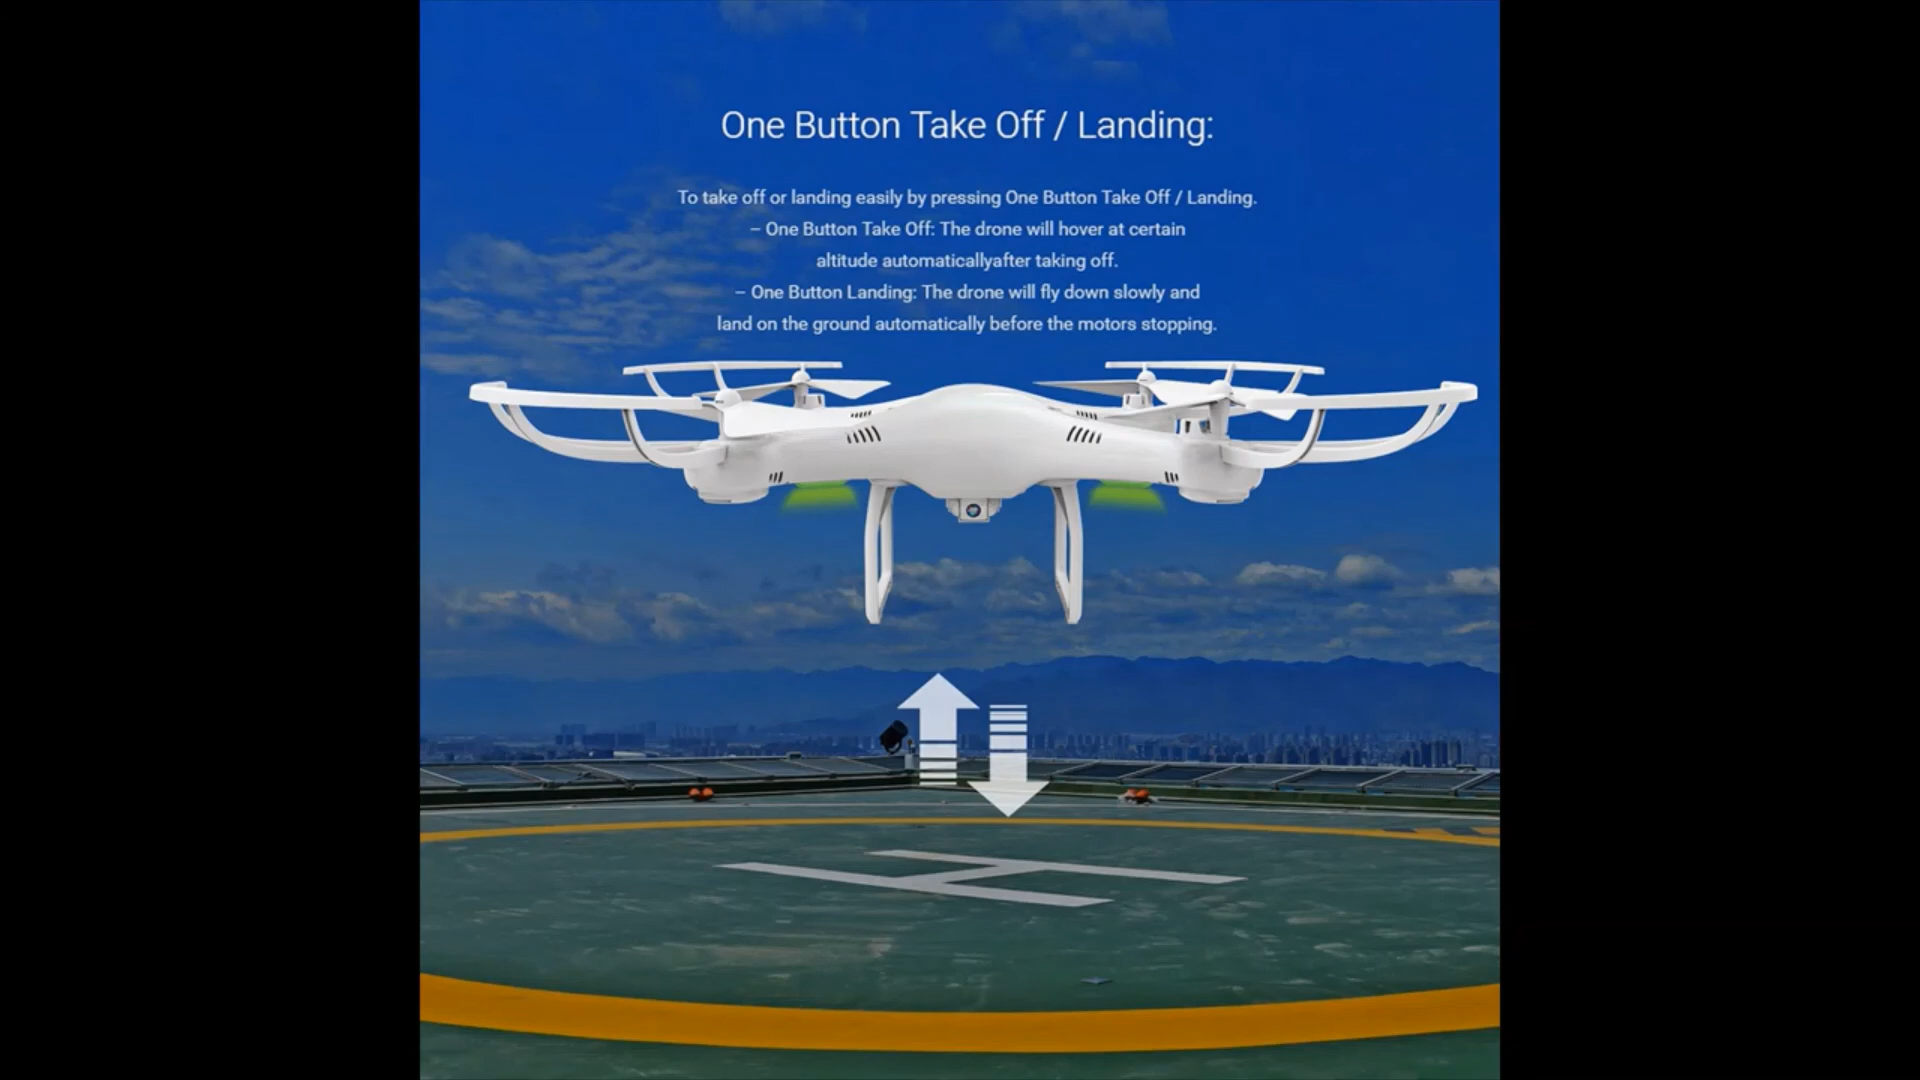 One Button Take Off / Landing:
To take off or landing easily by pressing One Button Take Off / Landing.
– One Button Take Off: The drone will hover at certain
altitude automaticallyafter taking off.
– One Button Landing: The drone will fly down slowly and
land on the ground automatically before the motors stopping.
H